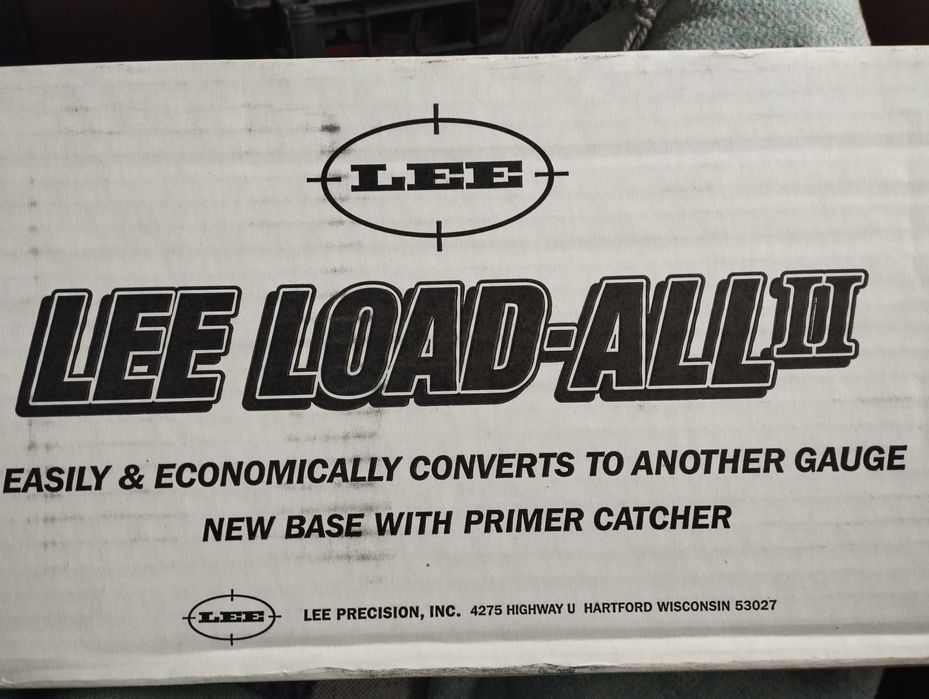 LEE
LEE LOAD-ALL II
EASILY & ECONOMICALLY CONVERTS TO ANOTHER GAUGE
NEW BASE WITH PRIMER CATCHER
LEE LEE PRECISION, INC. 4275 HIGHWAY U HARTFORD WISCONSIN 53027